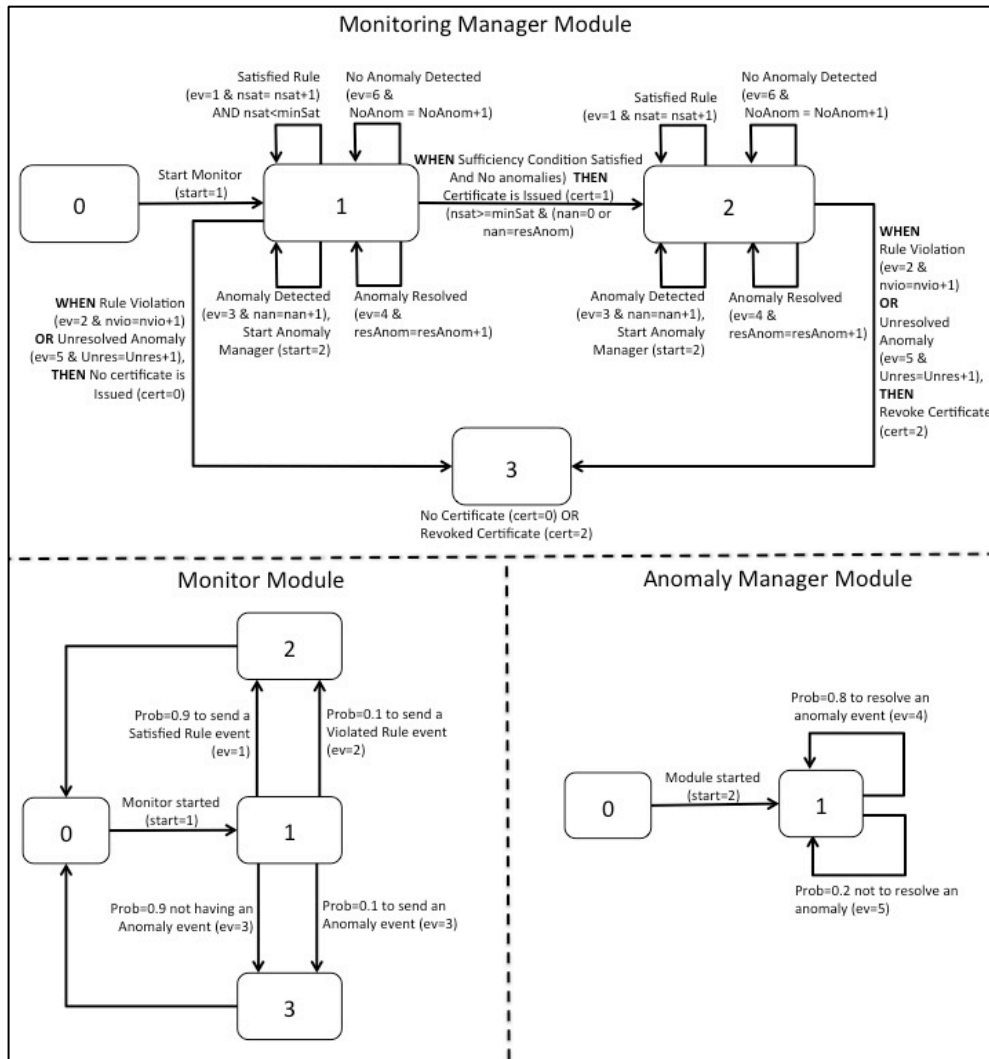 Monitoring Manager Module
Satisfied Rule
(ev=1 & nsat= nsat+1)
AND nsat<minSat
No Anomaly Detected
(ev=6 &
NoAnom = NoAnom+1)
Satisfied Rule
(ev=1 & nsat= nsat+1)
No Anomaly Detected
(ev=6 &
NoAnom = NoAnom+1)
0
Start Monitor
(start=1)
1
WHEN Sufficiency Condition Satisfied
And No anomalies) THEN
Certificate is Issued (cert=1)
(nsat>=minSat & (nan=0 or
nan=resAnom)
2
WHEN Rule Violation
(ev=2 & nvio=nvio+1)
OR Unresolved Anomaly
(ev=5 & Unres=Unres+1),
THEN No certificate is
Issued (cert=0)
Anomaly Detected
(ev=3 & nan=nan+1),
Start Anomaly
Manager (start=2)
Anomaly Resolved
(ev=4 &
resAnom=resAnom+1)
Anomaly Detected
(ev=3 & nan=nan+1),
Start Anomaly
Manager (start=2)
Anomaly Resolved
(ev=4 &
resAnom=resAnom+1)
WHEN
Rule Violation
(ev=2 &
nvio=nvio+1)
OR
Unresolved
Anomaly
(ev=5 &
Unres=Unres+1),
THEN
Revoke Certificate
(cert=2)
3
No Certificate (cert=0) OR
Revoked Certificate (cert=2)
Monitor Module
2
Prob=0.9 to send a
Satisfied Rule event
(ev=1)
Prob=0.1 to send a
Violated Rule event
(ev=2)
0
Monitor started
(start=1)
1
Prob=0.9 not having an
Anomaly event (ev=3)
Prob=0.1 to send an
Anomaly event (ev=3)
3
Anomaly Manager Module
Prob=0.8 to resolve an
anomaly event (ev=4)
0
Module started
(start=2)
1
Prob=0.2 not to resolve an
anomaly (ev=5)